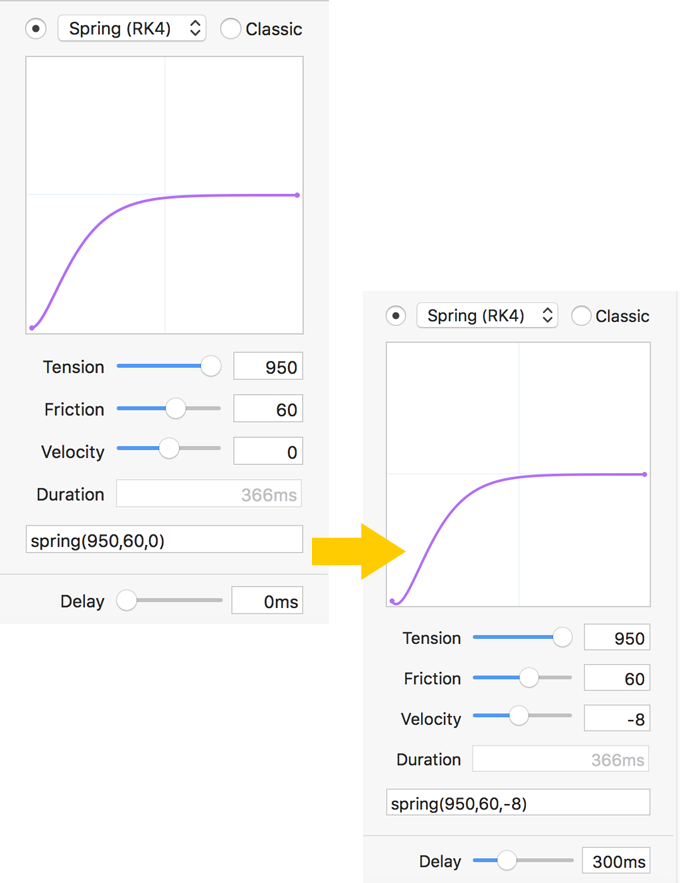 Spring (RK4) Classic
Tension 950
Friction 60
Velocity 0
Duration 366ms
spring(950,60,0)
Delay 0ms
Spring (RK4) Classic
Tension 950
Friction 60
Velocity -8
Duration 366ms
spring(950,60,-8)
Delay 300ms